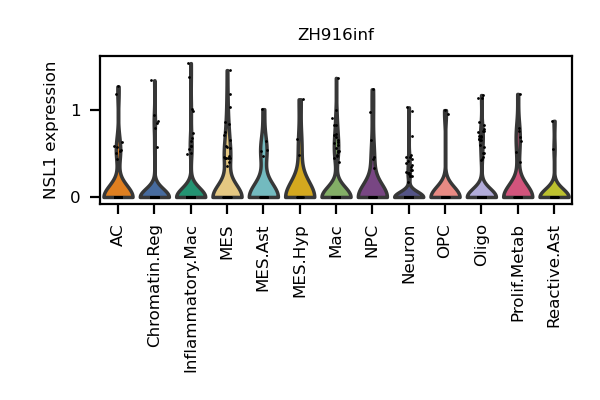 ZH916inf
NSL1 expression
1
0
AC
Chromatin.Reg
Inflammatory.Mac
MES
MES.Ast
MES.Hyp
Mac
NPC
Neuron
OPC
Oligo
Prolif.Metab
Reactive.Ast